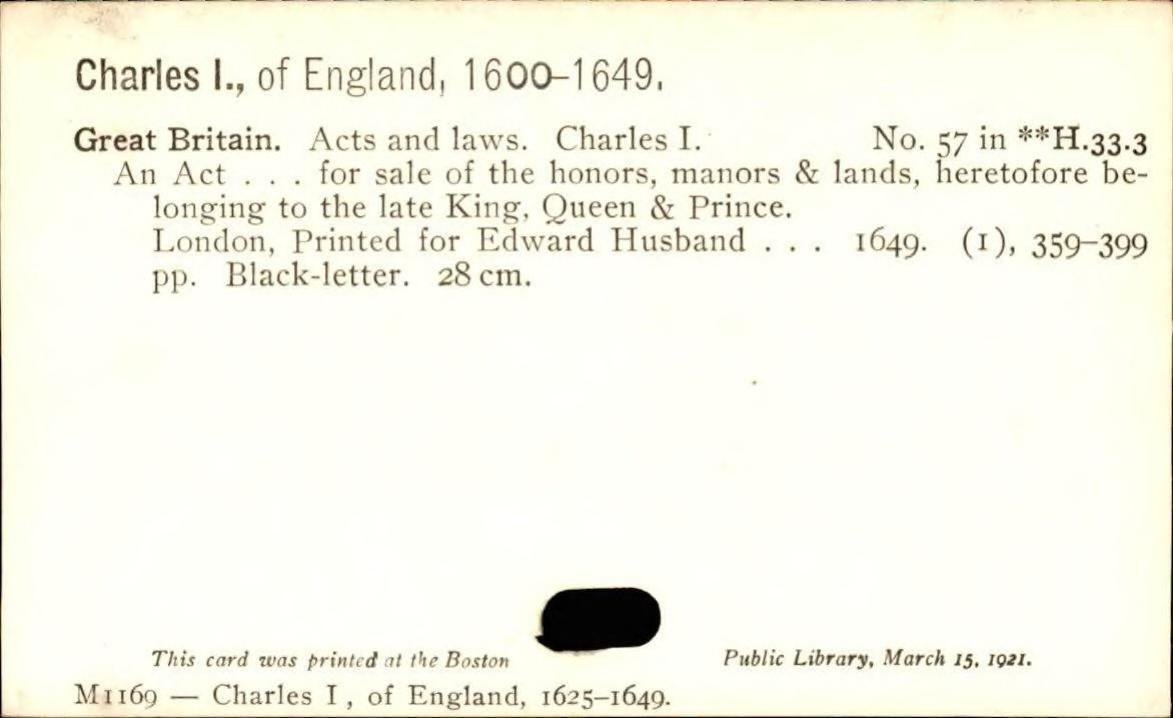 Charles I., of England, 1600-1649.
Great Britain. Acts and laws. Charles I. No. 57 in **H.33.3
An Act . . . for sale of the honors, manors & lands, heretofore be-
longing to the late King, Queen & Prince.
London, Printed for Edward Husband . . . 1649. (1), 359-399
pp. Black-letter. 28 cm.
This card was printed at the Boston Public Library, March 15, 1921.
M1169 — Charles I , of England, 1625-1649.